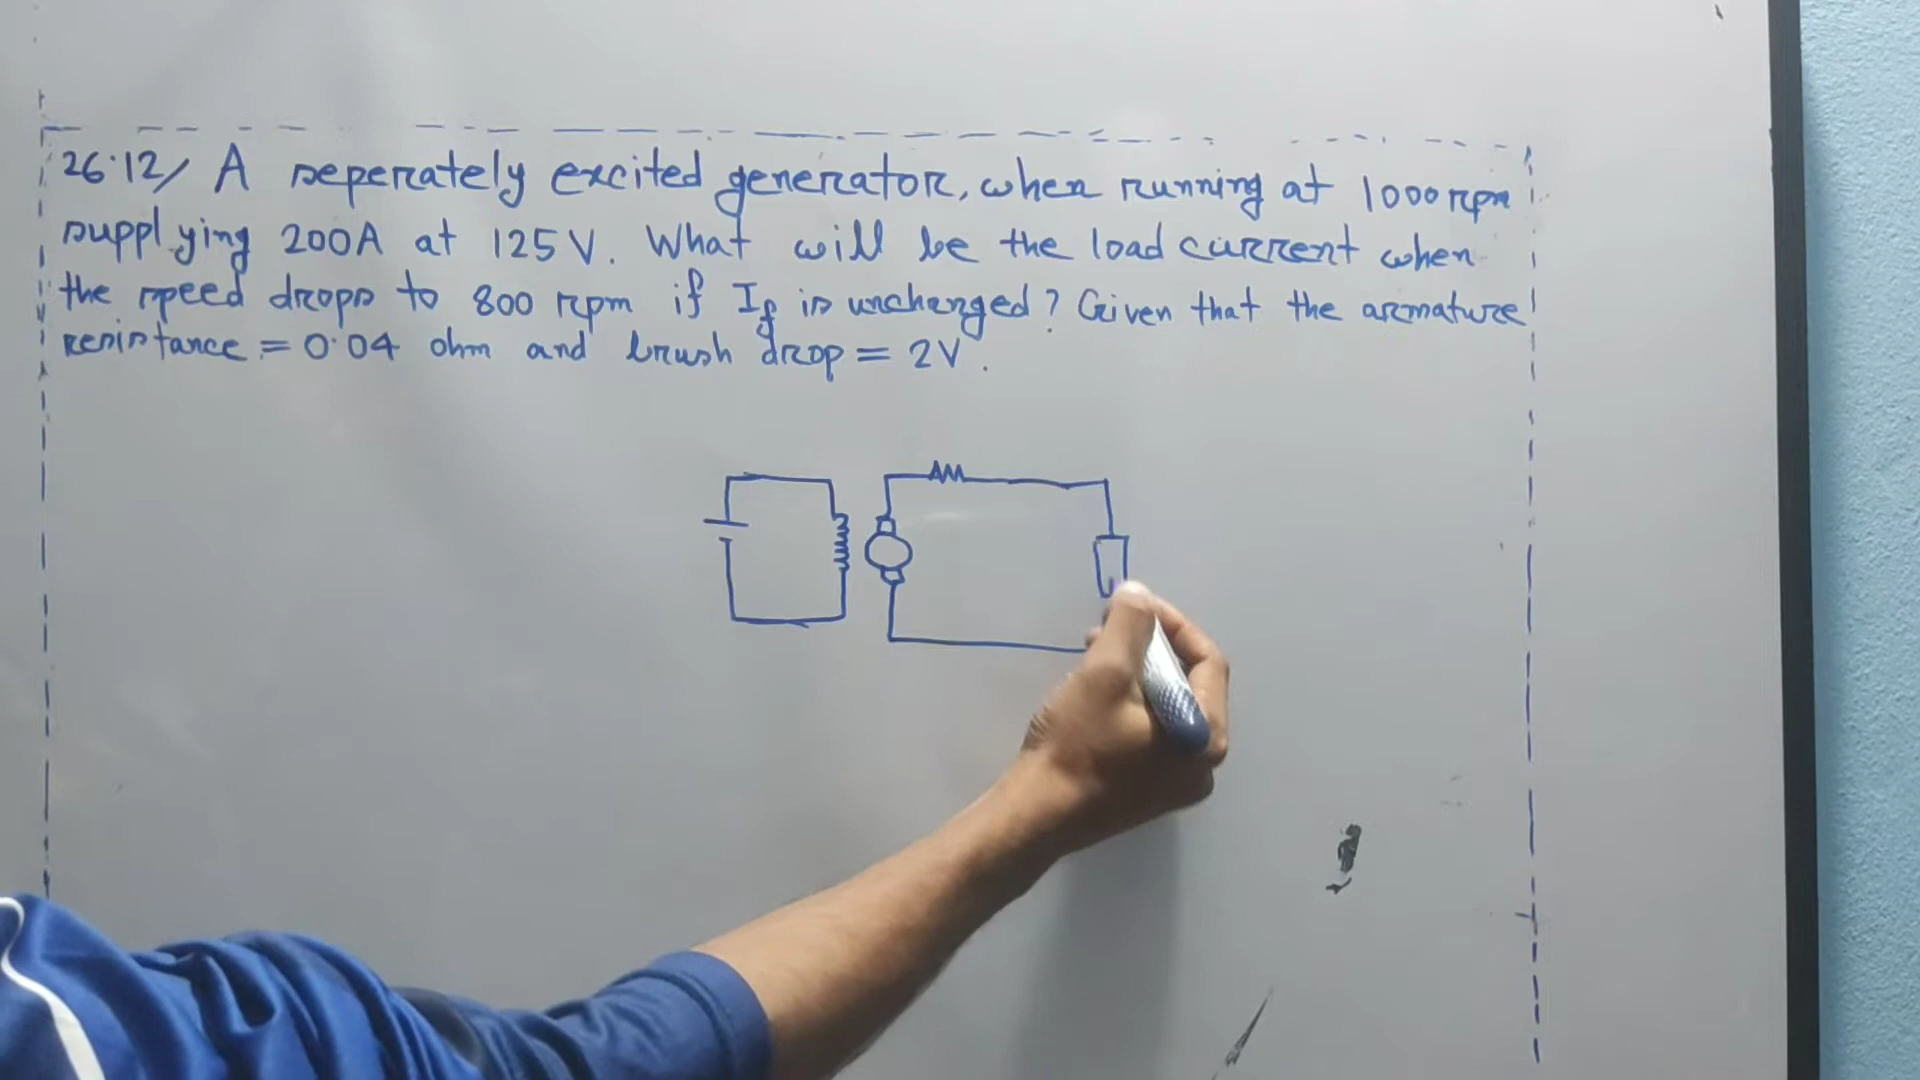 26.12/ A seperately excited generator, when running at 1000 rpm
supplying 200A at 125 V. What will be the load current when
the speed drops to 800 rpm if If is unchanged? Given that the armature
resistance = 0.04 ohm and brush drop = 2V.